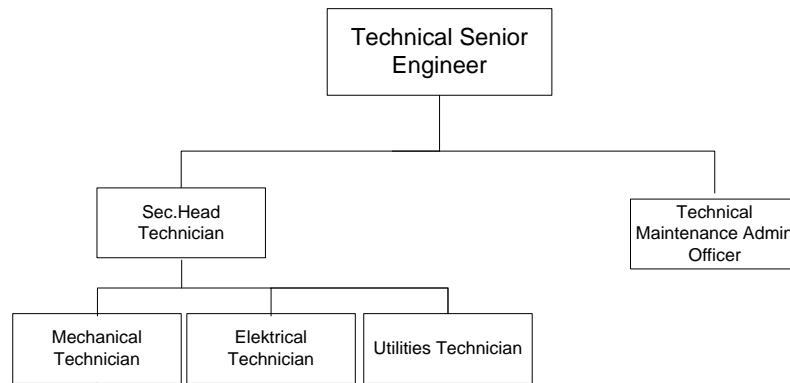 Technical Senior
Engineer
Sec.Head
Technician
Technical
Maintenance Admin
Officer
Mechanical
Technician
Elektrical
Technician
Utilities Technician